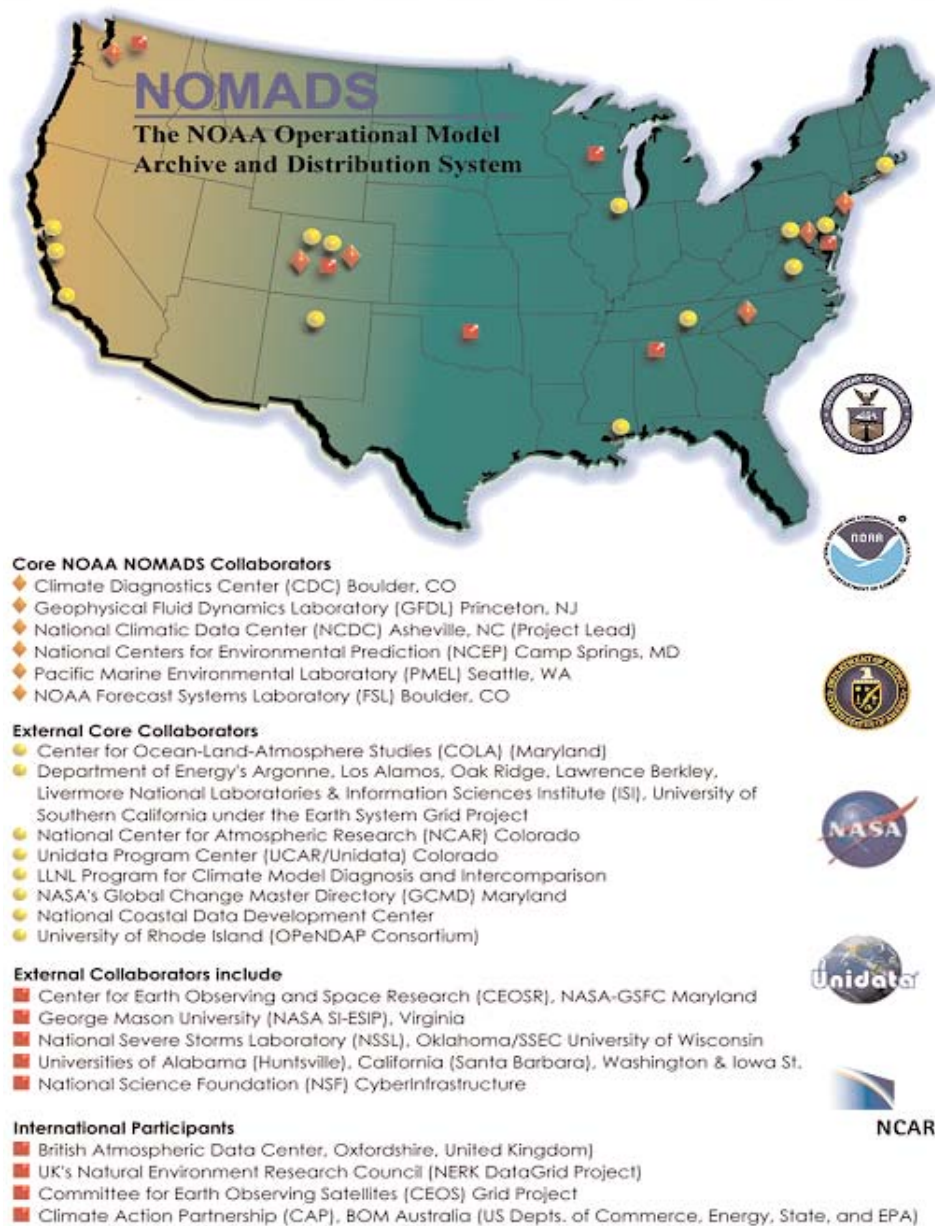 NOMADS
The NOAA Operational Model
Archive and Distribution System
DEPARTMENT OF COMMERCE
UNITED STATES OF AMERICA
NOAA
Core NOAA NOMADS Collaborators
Climate Diagnostics Center (CDC) Boulder, CO
Geophysical Fluid Dynamics Laboratory (GFDL) Princeton, NJ
National Climatic Data Center (NCDC) Asheville, NC (Project Lead)
National Centers for Environmental Prediction (NCEP) Camp Springs, MD
Pacific Marine Environmental Laboratory (PMEL) Seattle, WA
NOAA Forecast Systems Laboratory (FSL) Boulder, CO
External Core Collaborators
Center for Ocean-Land-Atmosphere Studies (COLA) (Maryland)
Department of Energy's Argonne, Los Alamos, Oak Ridge, Lawrence Berkley,
Livermore National Laboratories & Information Sciences Institute (ISI), University of
Southern California under the Earth System Grid Project
National Center for Atmospheric Research (NCAR) Colorado
Unidata Program Center (UCAR/Unidata) Colorado
LLNL Program for Climate Model Diagnosis and Intercomparison
NASA's Global Change Master Directory (GCMD) Maryland
National Coastal Data Development Center
University of Rhode Island (OPeNDAP Consortium)
NASA
Unidata
External Collaborators include
Center for Earth Observing and Space Research (CEOSR), NASA-GSFC Maryland
George Mason University (NASA SI-ESIP), Virginia
National Severe Storms Laboratory (NSSL), Oklahoma/SSEC University of Wisconsin
Universities of Alabama (Huntsville), California (Santa Barbara), Washington & Iowa St.
National Science Foundation (NSF) CyberInfrastructure
NCAR
International Participants
British Atmospheric Data Center, Oxfordshire, United Kingdom)
UK's Natural Environment Research Council (NERK DataGrid Project)
Committee for Earth Observing Satellites (CEOS) Grid Project
Climate Action Partnership (CAP), BOM Australia (US Depts. of Commerce, Energy, State, and EPA)